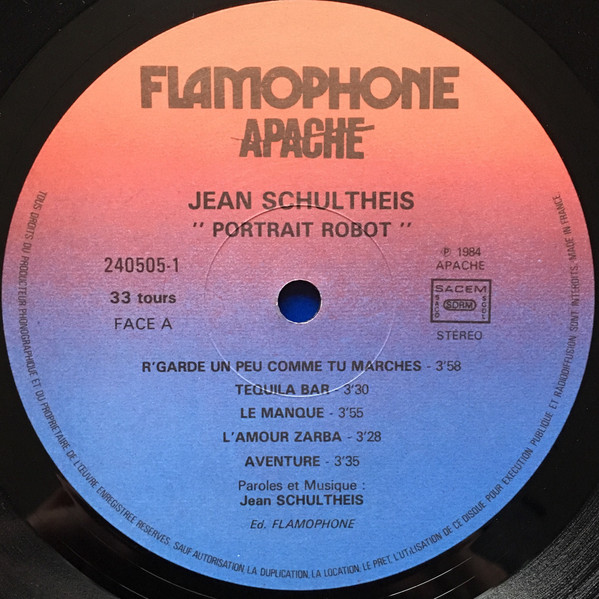 FLAMOPHONE
APACHE
JEAN SCHULTHEIS
" PORTRAIT ROBOT "
240505-1
33 tours
FACE A
℗ 1984
APACHE
SACEM
SACD SDRM SGDL
STÉRÉO
R'GARDE UN PEU COMME TU MARCHES - 3'58
TEQUILA BAR - 3'30
LE MANQUE - 3'55
L'AMOUR ZARBA - 3'28
AVENTURE - 3'35
Paroles et Musique :
Jean SCHULTHEIS
Ed. FLAMOPHONE
TOUS DROITS DU PRODUCTEUR PHONOGRAPHIQUE ET DU PROPRIETAIRE DE L'ŒUVRE ENREGISTREE RESERVES. SAUF AUTORISATION, LA DUPLICATION, LA LOCATION, LE PRET, L'UTILISATION DE CE DISQUE POUR EXECUTION PUBLIQUE ET RADIODIFFUSION SONT INTERDITS. MADE IN FRANCE.